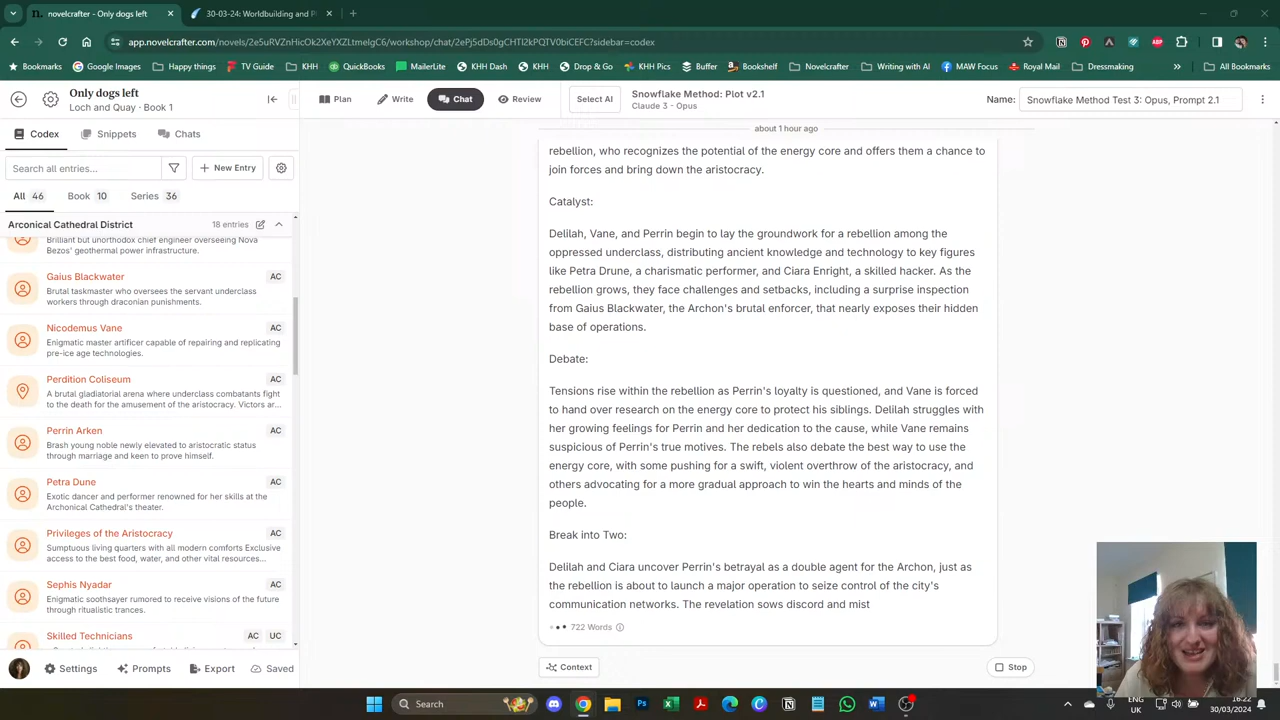 novelcrafter - Only dogs left
30-03-24: Worldbuilding and P
app.novelcrafter.com/novels/2e5uRVZnHicOk2XeYXZLtmelgC6/workshop/chat/2ePj5dDs0gCHTl2kPQTV0biCEFC?sidebar=codex
Bookmarks
Google Images
Happy things
TV Guide
KHH
QuickBooks
MailerLite
KHH
Drop & Go
KHH Pics
Buffer
Bookshelf
Novelcrafter
Writing with AI
MAW Focus
Pinterest
Dressmaking
All Bookmarks
Only dogs left
Loch and Quay - Book 1
Plan
Write
Chat
Review
Select AI
Snowflake Method: Plot v2.1
Claude 3 - Opus
Name:
Snowflake Method Test 3: Opus, Prompt 2.1
Codex
Snippets
Chats
Search all entries...
New Entry
All 46
Book 10
Series 36
Arconical Cathedral District
18 entries
Brilliant but unorthodox chief engineer overseeing Nova
Bezos' geothermal power infrastructure.
Gaius Blackwater
AC
Brutal taskmaster who oversees the servant underclass
workers through draconian punishments.
Nicodemus Vane
AC
Enigmatic master artificer capable of repairing and replicating
pre-ice age technologies.
Perdition Coliseum
AC
A brutal gladiatorial arena where underclass combatants fight
to the death for the amusement of the aristocracy. Victors ar...
Perrin Arken
AC
Brash young noble newly elevated to aristocratic status
through marriage and keen to prove himself.
Petra Dune
AC
Exotic dancer and performer renowned for her skills at the
Archonical Cathedral's theater.
Privileges of the Aristocracy
AC
Sumptuous living quarters with all modern comforts Exclusive
access to the best food, water, and other vital resources...
Sephis Nyadar
AC
Enigmatic soothsayer rumored to receive visions of the future
through ritualistic trances.
Skilled Technicians
AC
UC
Settings
Prompts
Export
Saved
about 1 hour ago
rebellion, who recognizes the potential of the energy core and offers them a chance to
join forces and bring down the aristocracy.
Catalyst:
Delilah, Vane, and Perrin begin to lay the groundwork for a rebellion among the
oppressed underclass, distributing ancient knowledge and technology to key figures
like Petra Drune, a charismatic performer, and Ciara Enright, a skilled hacker. As the
rebellion grows, they face challenges and setbacks, including a surprise inspection
from Gaius Blackwater, the Archon's brutal enforcer, that nearly exposes their hidden
base of operations.
Debate:
Tensions rise within the rebellion as Perrin's loyalty is questioned, and Vane is forced
to hand over research on the energy core to protect his siblings. Delilah struggles with
her growing feelings for Perrin and her dedication to the cause, while Vane remains
suspicious of Perrin's true motives. The rebels also debate the best way to use the
energy core, with some pushing for a swift, violent overthrow of the aristocracy, and
others advocating for a more gradual approach to win the hearts and minds of the
people.
Break into Two:
Delilah and Ciara uncover Perrin's betrayal as a double agent for the Archon, just as
the rebellion is about to launch a major operation to seize control of the city's
communication networks. The revelation sows discord and mist
722 Words
Context
Stop
Search
ENG
UK
16:22
30/03/2024